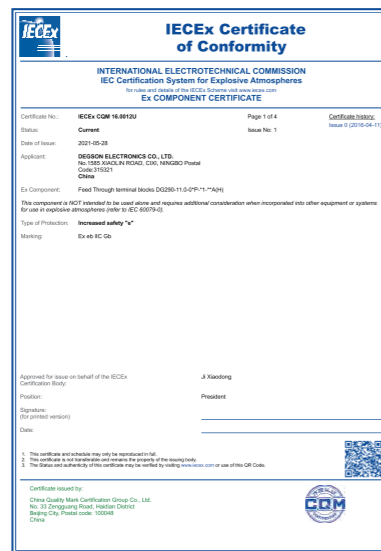 IECEx
IECEx Certificate
of Conformity
INTERNATIONAL ELECTROTECHNICAL COMMISSION
IEC Certification System for Explosive Atmospheres
for rules and details of the IECEx Scheme visit www.iecex.com
Ex COMPONENT CERTIFICATE
Certificate No.: IECEx CQM 16.0012U Page 1 of 4 Certificate history:
Issue 0 (2016-04-11)
Status: Current Issue No: 1
Date of Issue: 2021-05-28
Applicant: DEGSON ELECTRONICS CO., LTD.
No.1585 XIAOLIN ROAD, CIXI, NINGBO Postal
Code:315321
China
Ex Component: Feed Through terminal blocks DG290-11.0-0*P-*1-**A(H)
This component is NOT intended to be used alone and requires additional consideration when incorporated into other equipment or systems
for use in explosive atmospheres (refer to IEC 60079-0).
Type of Protection: Increased safety "e"
Marking: Ex eb IIC Gb
Approved for issue on behalf of the IECEx Ji Xiaodong
Certification Body:
Position: President
Signature:
(for printed version)
Date:
1. This certificate and schedule may only be reproduced in full.
2. This certificate is not transferable and remains the property of the issuing body.
3. The Status and authenticity of this certificate may be verified by visiting www.iecex.com or use of this QR Code.
Certificate issued by:
China Quality Mark Certification Group Co., Ltd.
No. 33 Zengguang Road, Haidian District
Beijing City, Postal code: 100048
China
CQM